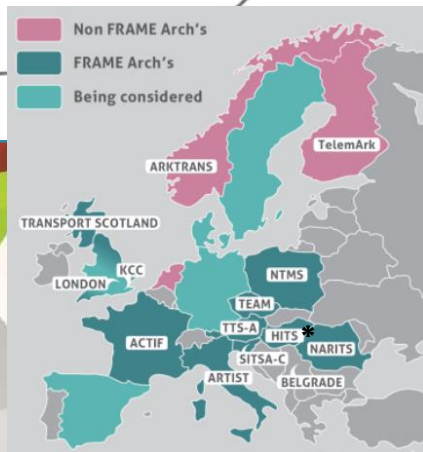 Non FRAME Arch's
FRAME Arch's
Being considered
TelemArk
ARKTRANS
TRANSPORT SCOTLAND
KCC
LONDON
NTMS
TEAM
TTS-A
HITS *
ACTIF
NARITS
SITSA-C
ARTIST
BELGRADE